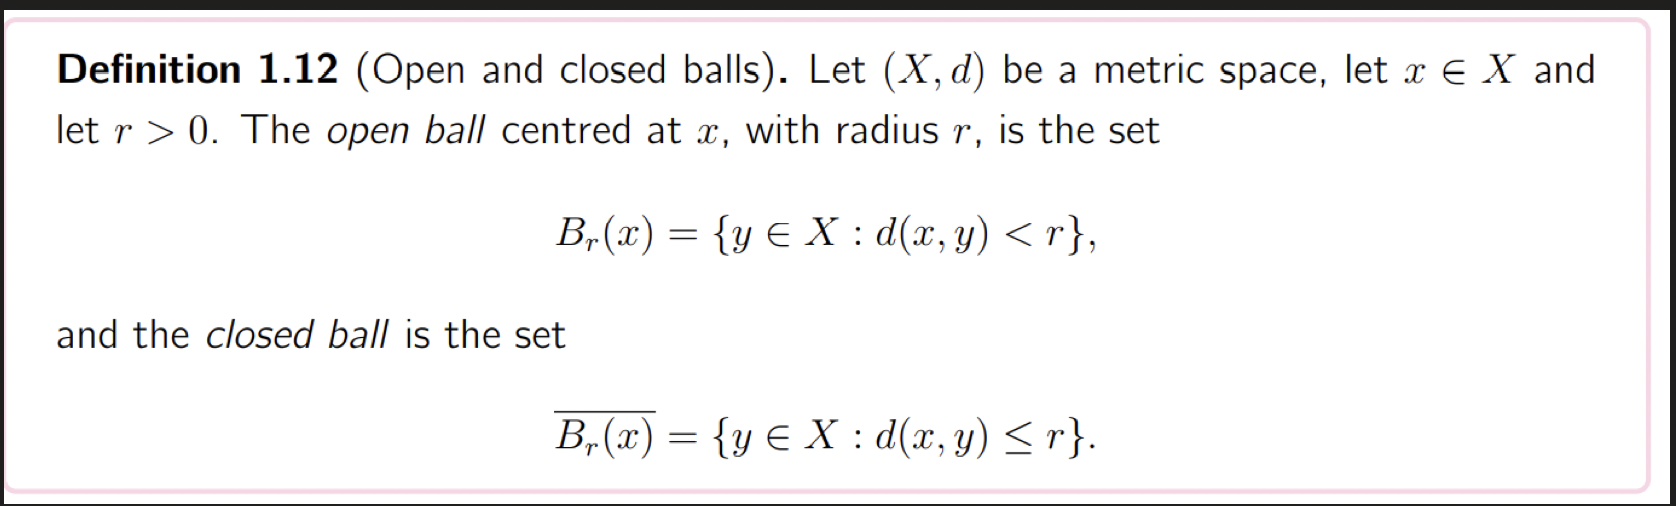 Definition 1.12 (Open and closed balls). Let (X, d) be a metric space, let x ∈ X and
let r > 0. The open ball centred at x, with radius r, is the set
B_r(x) = {y ∈ X : d(x, y) < r},
and the closed ball is the set
\overline{B_r(x)} = {y ∈ X : d(x, y) ≤ r}.